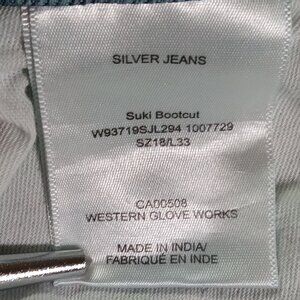 SILVER JEANS
Suki Bootcut
W93719SJL294 1007729
SZ18/L33
CA00508
WESTERN GLOVE WORKS
MADE IN INDIA/
FABRIQUÉ EN INDE